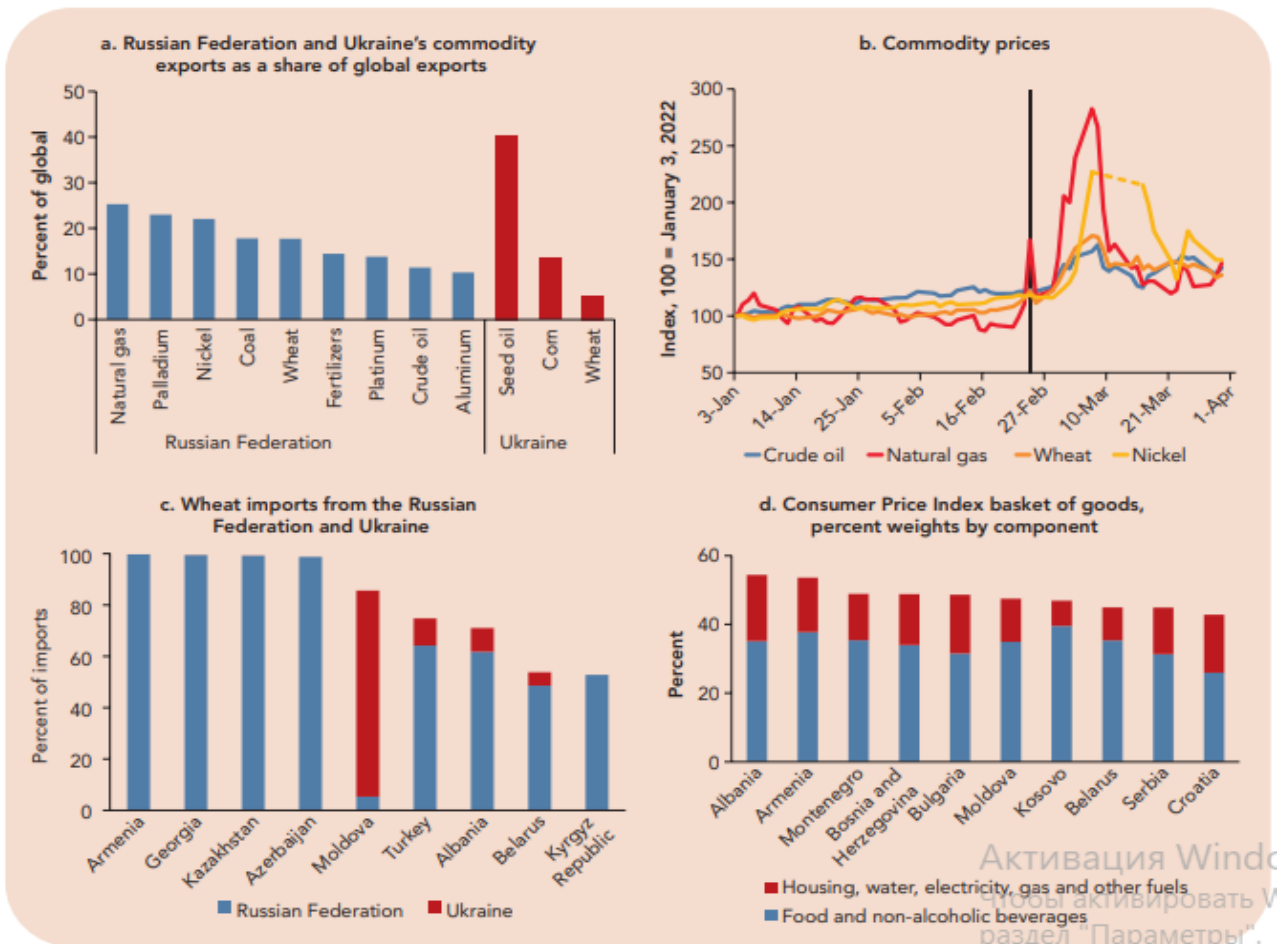 a. Russian Federation and Ukraine's commodity
exports as a share of global exports
Percent of global
50
40
30
20
10
0
Natural gas
Palladium
Nickel
Coal
Wheat
Fertilizers
Platinum
Crude oil
Aluminum
Seed oil
Corn
Wheat
Russian Federation
Ukraine
b. Commodity prices
Index, 100 = January 3, 2022
300
250
200
150
100
50
3-Jan
14-Jan
25-Jan
5-Feb
16-Feb
27-Feb
10-Mar
21-Mar
1-Apr
Crude oil
Natural gas
Wheat
Nickel
c. Wheat imports from the Russian
Federation and Ukraine
Percent of imports
100
80
60
40
20
0
Armenia
Georgia
Kazakhstan
Azerbaijan
Moldova
Turkey
Albania
Belarus
Kyrgyz
Republic
Russian Federation
Ukraine
d. Consumer Price Index basket of goods,
percent weights by component
Percent
60
40
20
0
Albania
Armenia
Montenegro
Bosnia and
Herzegovina
Bulgaria
Moldova
Kosovo
Belarus
Serbia
Croatia
Housing, water, electricity, gas and other fuels
Food and non-alcoholic beverages
Активация Windo
Чтобы активировать W
раздел "Параметры".